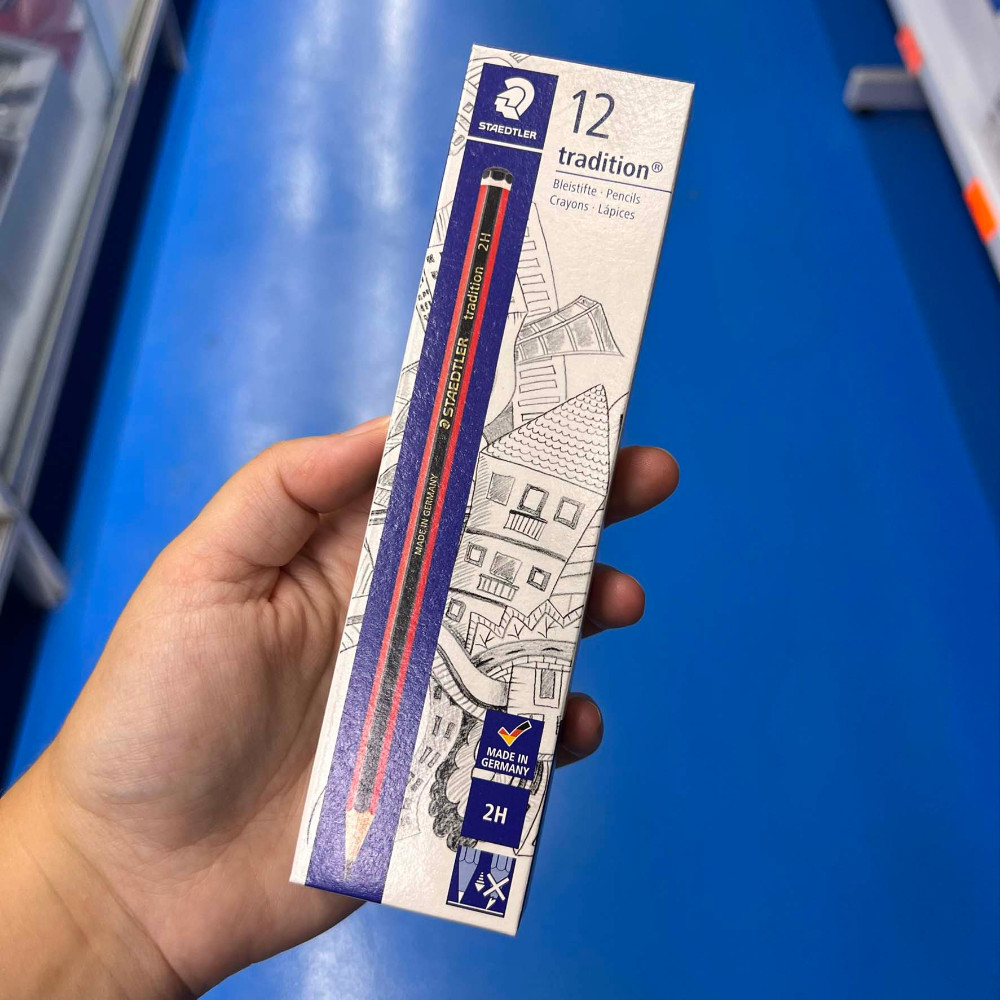 STAEDTLER
12
tradition®
Bleistifte · Pencils
Crayons · Lápices
MADE IN GERMANY STAEDTLER tradition 2H
MADE IN
GERMANY
2H